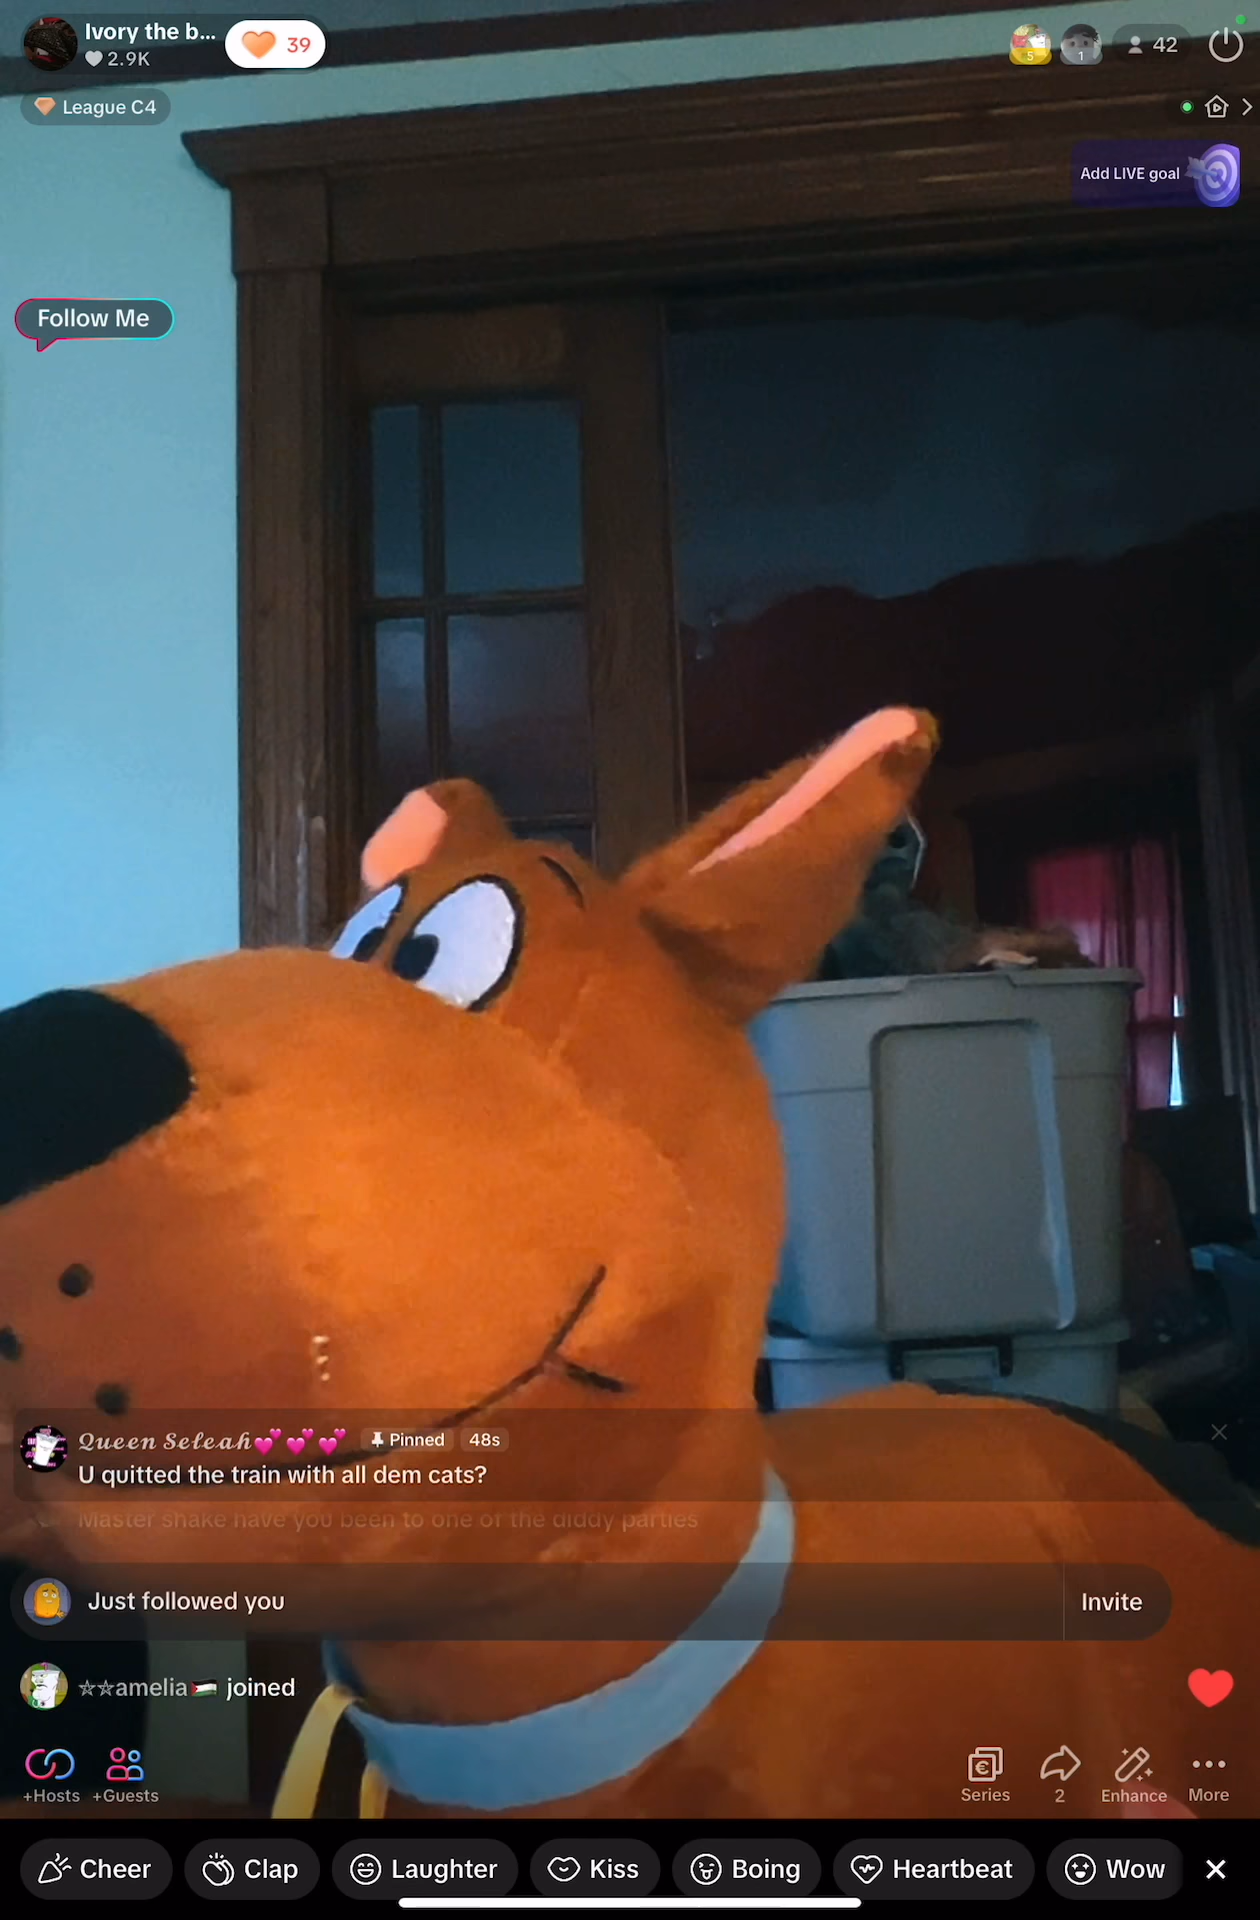 Ivory the b...
2.9K
39
5
1
42
League C4
Add LIVE goal
Follow Me
Queen Seleah💕💕💕 Pinned 48s
U quitted the train with all dem cats?
Master shake have you been to one of the diddy parties
Just followed you
Invite
☆☆amelia🇵🇸 joined
+Hosts
+Guests
Series
2
Enhance
More
Cheer
Clap
Laughter
Kiss
Boing
Heartbeat
Wow